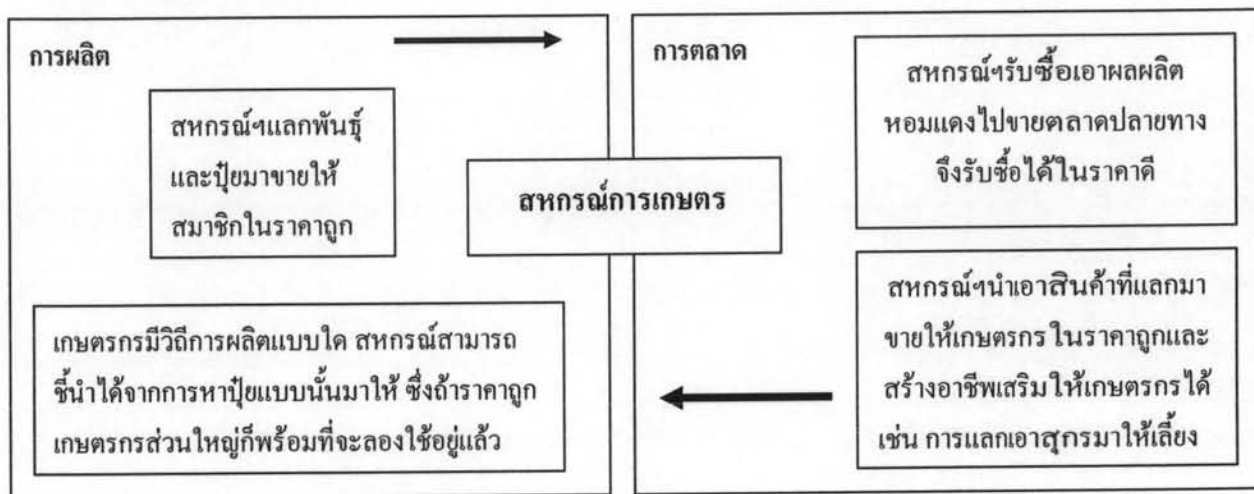 การผลิต
สหกรณ์ฯแลกพันธุ์
และปุ๋ยมาขายให้
สมาชิกในราคาถูก
เกษตรกรมีวิถีการผลิตแบบใด สหกรณ์สามารถ
ชี้นำได้จากการหาปุ๋ยแบบนั้นมาให้ ซึ่งถ้าราคาถูก
เกษตรกรส่วนใหญ่ก็พร้อมที่จะลองใช้อยู่แล้ว
สหกรณ์การเกษตร
การตลาด
สหกรณ์ฯรับซื้อเอาผลผลิต
หอมแดงไปขายตลาดปลายทาง
จึงรับซื้อได้ในราคาดี
สหกรณ์ฯนำเอาสินค้าที่แลกมา
ขายให้เกษตรกร ในราคาถูกและ
สร้างอาชีพเสริม ให้เกษตรกรได้
เช่น การแลกเอาสุกรมาให้เลี้ยง